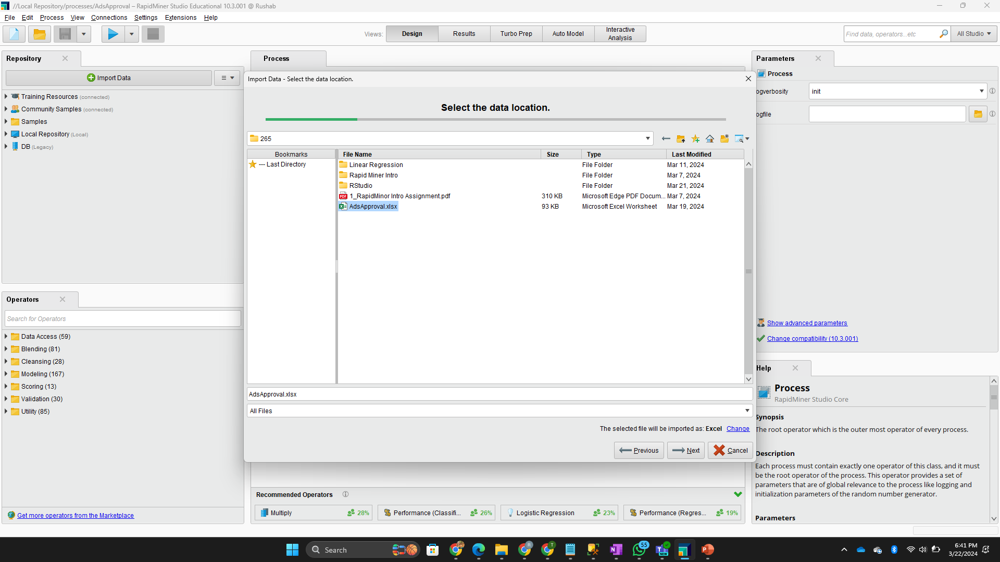 //Local Repository/processes/AdsApproval – RapidMiner Studio Educational 10.3.001 @ Rushab
File Edit Process View Connections Settings Extensions Help
Views: Design Results Turbo Prep Auto Model Interactive Analysis
Find data, operators...etc All Studio
Repository
Import Data
Training Resources (connected)
Community Samples (connected)
Samples
Local Repository (Local)
DB (Legacy)
Operators
Search for Operators
Data Access (59)
Blending (81)
Cleansing (28)
Modeling (167)
Scoring (13)
Validation (30)
Utility (85)
Get more operators from the Marketplace
Process
Import Data - Select the data location.
Select the data location.
265
Bookmarks
--- Last Directory
File Name Size Type Last Modified
Linear Regression File Folder Mar 11, 2024
Rapid Miner Intro File Folder Mar 7, 2024
RStudio File Folder Mar 21, 2024
1_RapidMinor Intro Assignment.pdf 310 KB Microsoft Edge PDF Docum... Mar 7, 2024
AdsApproval.xlsx 93 KB Microsoft Excel Worksheet Mar 19, 2024
AdsApproval.xlsx
All Files
The selected file will be imported as: Excel Change
Previous Next Cancel
Recommended Operators
Multiply 28%
Performance (Classifi... 26%
Logistic Regression 23%
Performance (Regres... 19%
Parameters
Process
ogverbosity init
ogfile
Show advanced parameters
Change compatibility (10.3.001)
Help
Process
RapidMiner Studio Core
Synopsis
The root operator which is the outer most operator of every process.
Description
Each process must contain exactly one operator of this class, and it must
be the root operator of the process. This operator provides a set of
parameters that are of global relevance to the process like logging and
initialization parameters of the random number generator.
Parameters
Search
R
T
55
NEW
6:41 PM
3/22/2024